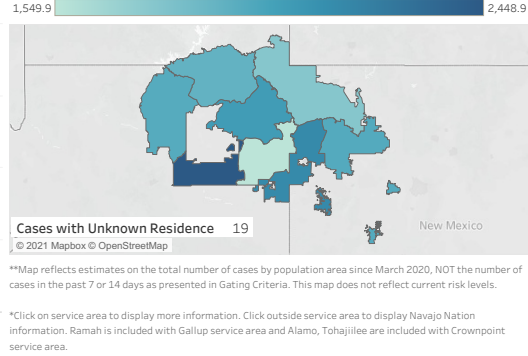 1,549.9 2,448.9
New Mexico
Cases with Unknown Residence 19
© 2021 Mapbox © OpenStreetMap
**Map reflects estimates on the total number of cases by population area since March 2020, NOT the number of
cases in the past 7 or 14 days as presented in Gating Criteria. This map does not reflect current risk levels.
*Click on service area to display more information. Click outside service area to display Navajo Nation
information. Ramah is included with Gallup service area and Alamo, Tohajiilee are included with Crownpoint
service area.